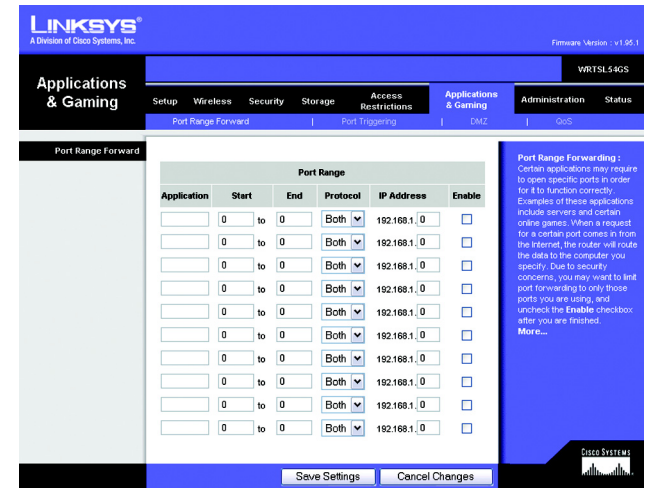 LINKSYS®
A Division of Cisco Systems, Inc.
Firmware Version : v1.95.1
WRTSL54GS
Applications
& Gaming
Setup Wireless Security Storage Access Restrictions Applications & Gaming Administration Status
Port Range Forward | Port Triggering | DMZ | QoS
Port Range Forward
Port Range
Application Start End Protocol IP Address Enable
0 to 0 Both 192.168.1. 0
0 to 0 Both 192.168.1. 0
0 to 0 Both 192.168.1. 0
0 to 0 Both 192.168.1. 0
0 to 0 Both 192.168.1. 0
0 to 0 Both 192.168.1. 0
0 to 0 Both 192.168.1. 0
0 to 0 Both 192.168.1. 0
0 to 0 Both 192.168.1. 0
0 to 0 Both 192.168.1. 0
Port Range Forwarding :
Certain applications may require
to open specific ports in order
for it to function correctly.
Examples of these applications
include servers and certain
online games. When a request
for a certain port comes in from
the Internet, the router will route
the data to the computer you
specify. Due to security
concerns, you may want to limit
port forwarding to only those
ports you are using, and
uncheck the Enable checkbox
after you are finished.
More...
Save Settings Cancel Changes
CISCO SYSTEMS